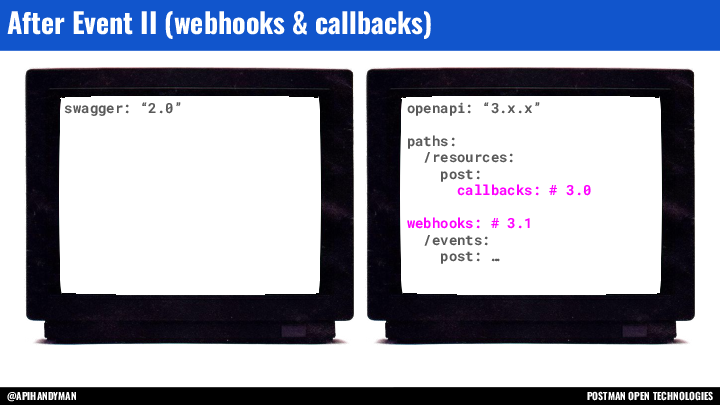 After Event II (webhooks & callbacks)
swagger: “2.0”
openapi: “3.x.x”
paths:
  /resources:
    post:
      callbacks: # 3.0
webhooks: # 3.1
  /events:
    post: …
@APIHANDYMAN
POSTMAN OPEN TECHNOLOGIES